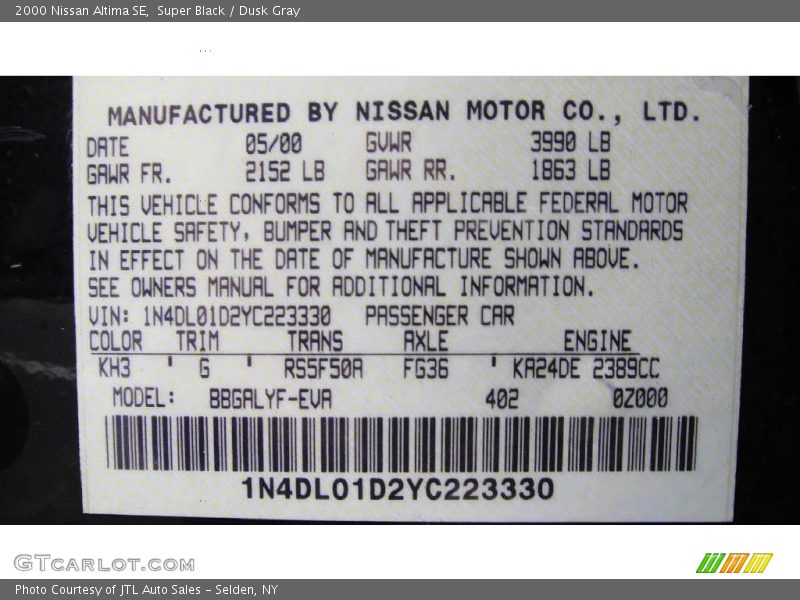 2000 Nissan Altima SE,  Super Black / Dusk Gray
...
MANUFACTURED BY NISSAN MOTOR CO., LTD.
DATE 05/00 GVWR 3990 LB
GAWR FR. 2152 LB GAWR RR. 1863 LB
THIS VEHICLE CONFORMS TO ALL APPLICABLE FEDERAL MOTOR
VEHICLE SAFETY, BUMPER AND THEFT PREVENTION STANDARDS
IN EFFECT ON THE DATE OF MANUFACTURE SHOWN ABOVE.
SEE OWNERS MANUAL FOR ADDITIONAL INFORMATION.
VIN: 1N4DL01D2YC223330 PASSENGER CAR
COLOR TRIM TRANS AXLE ENGINE
KH3 ' G ' RS5F50A FG36 ' KA24DE 2389CC
MODEL: BBGALYF-EVA 402 0Z000
1N4DL01D2YC223330
GTCARLOT.COM
Photo Courtesy of JTL Auto Sales - Selden, NY